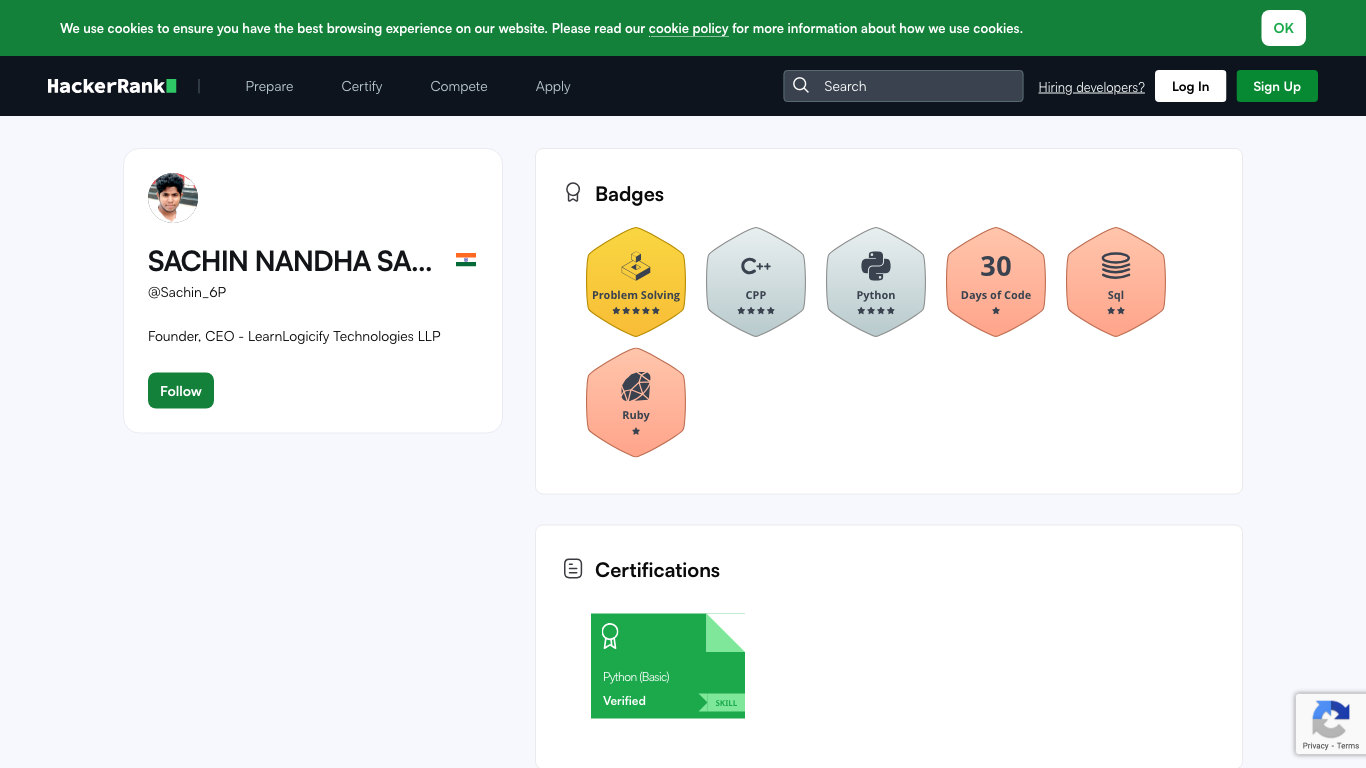 We use cookies to ensure you have the best browsing experience on our website. Please read our cookie policy for more information about how we use cookies.
OK
HackerRank
Prepare
Certify
Compete
Apply
Search
Hiring developers?
Log In
Sign Up
SACHIN NANDHA SA...
@Sachin_6P
Founder, CEO - LearnLogicify Technologies LLP
Follow
Badges
Problem Solving
C++
CPP
Python
30
Days of Code
Sql
Ruby
Certifications
Python (Basic)
Verified
SKILL
Privacy - Terms